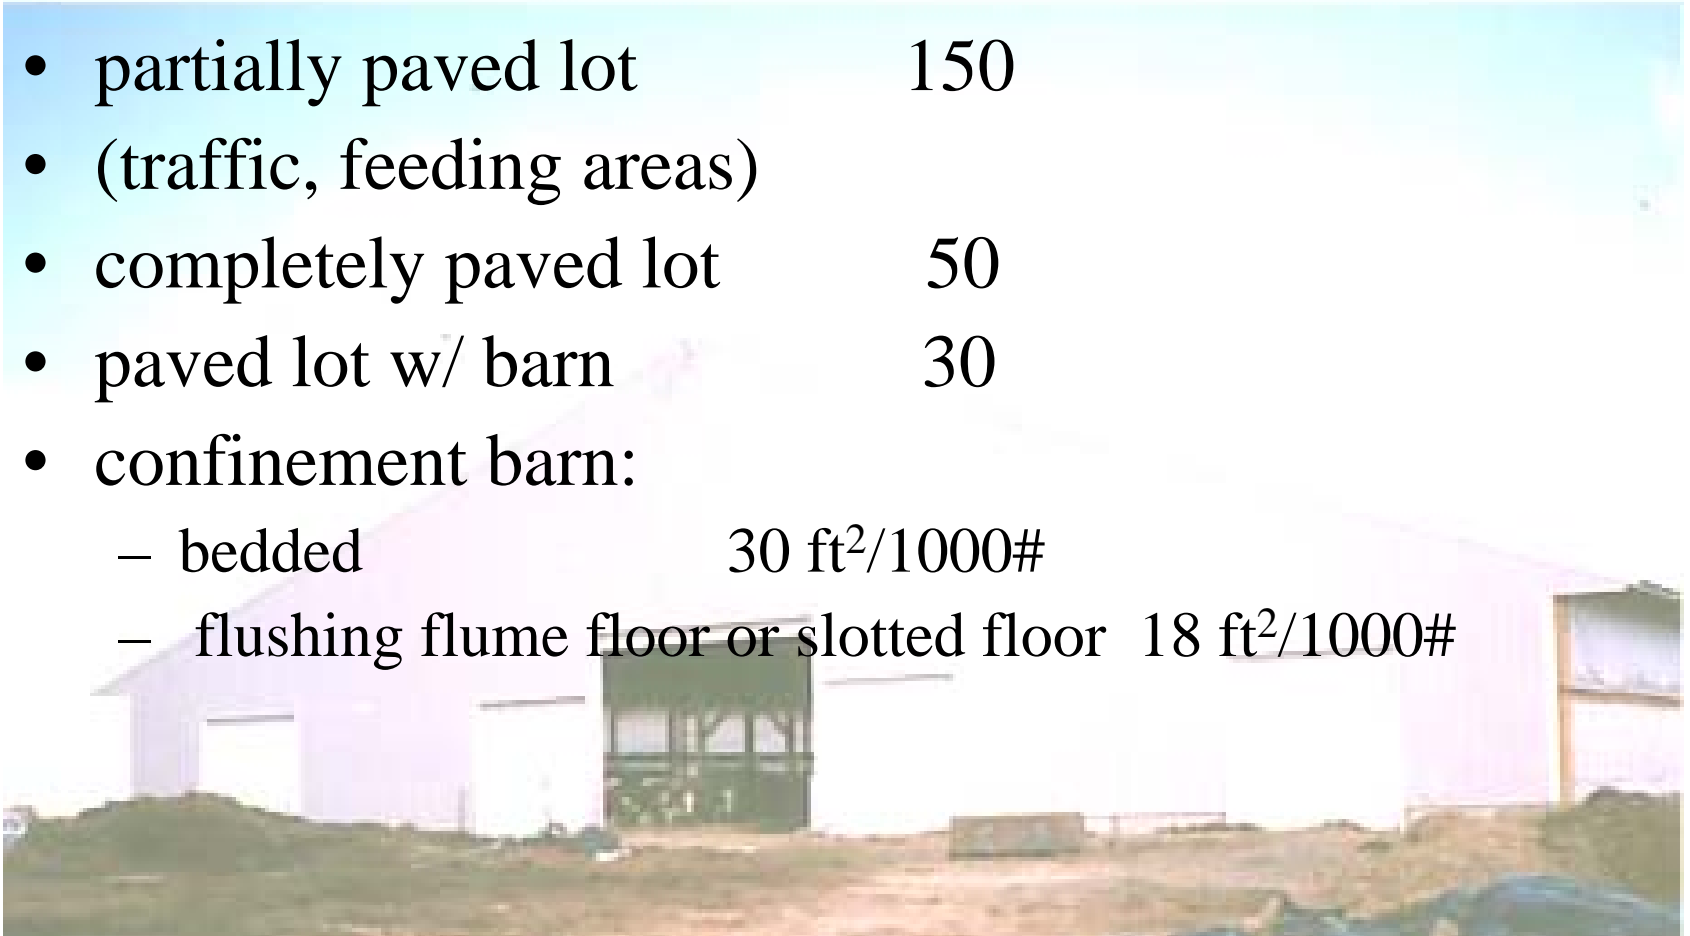 • partially paved lot 150
• (traffic, feeding areas)
• completely paved lot 50
• paved lot w/ barn 30
• confinement barn:
– bedded 30 ft²/1000#
– flushing flume floor or slotted floor 18 ft²/1000#